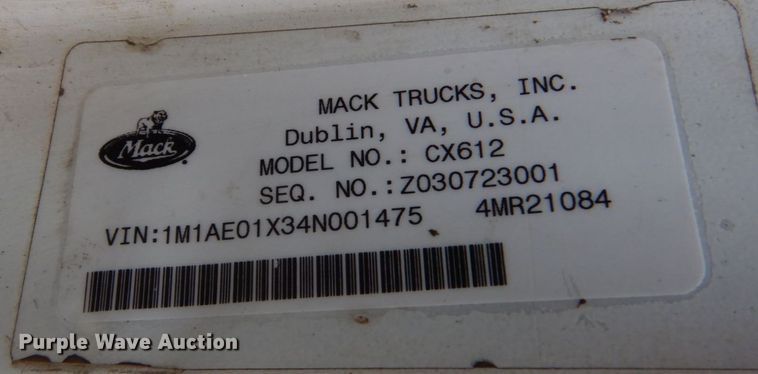 Mack
MACK TRUCKS, INC.
Dublin, VA, U.S.A.
MODEL NO.: CX612
SEQ. NO.:Z030723001
VIN:1M1AE01X34N001475 4MR21084
Purple Wave Auction